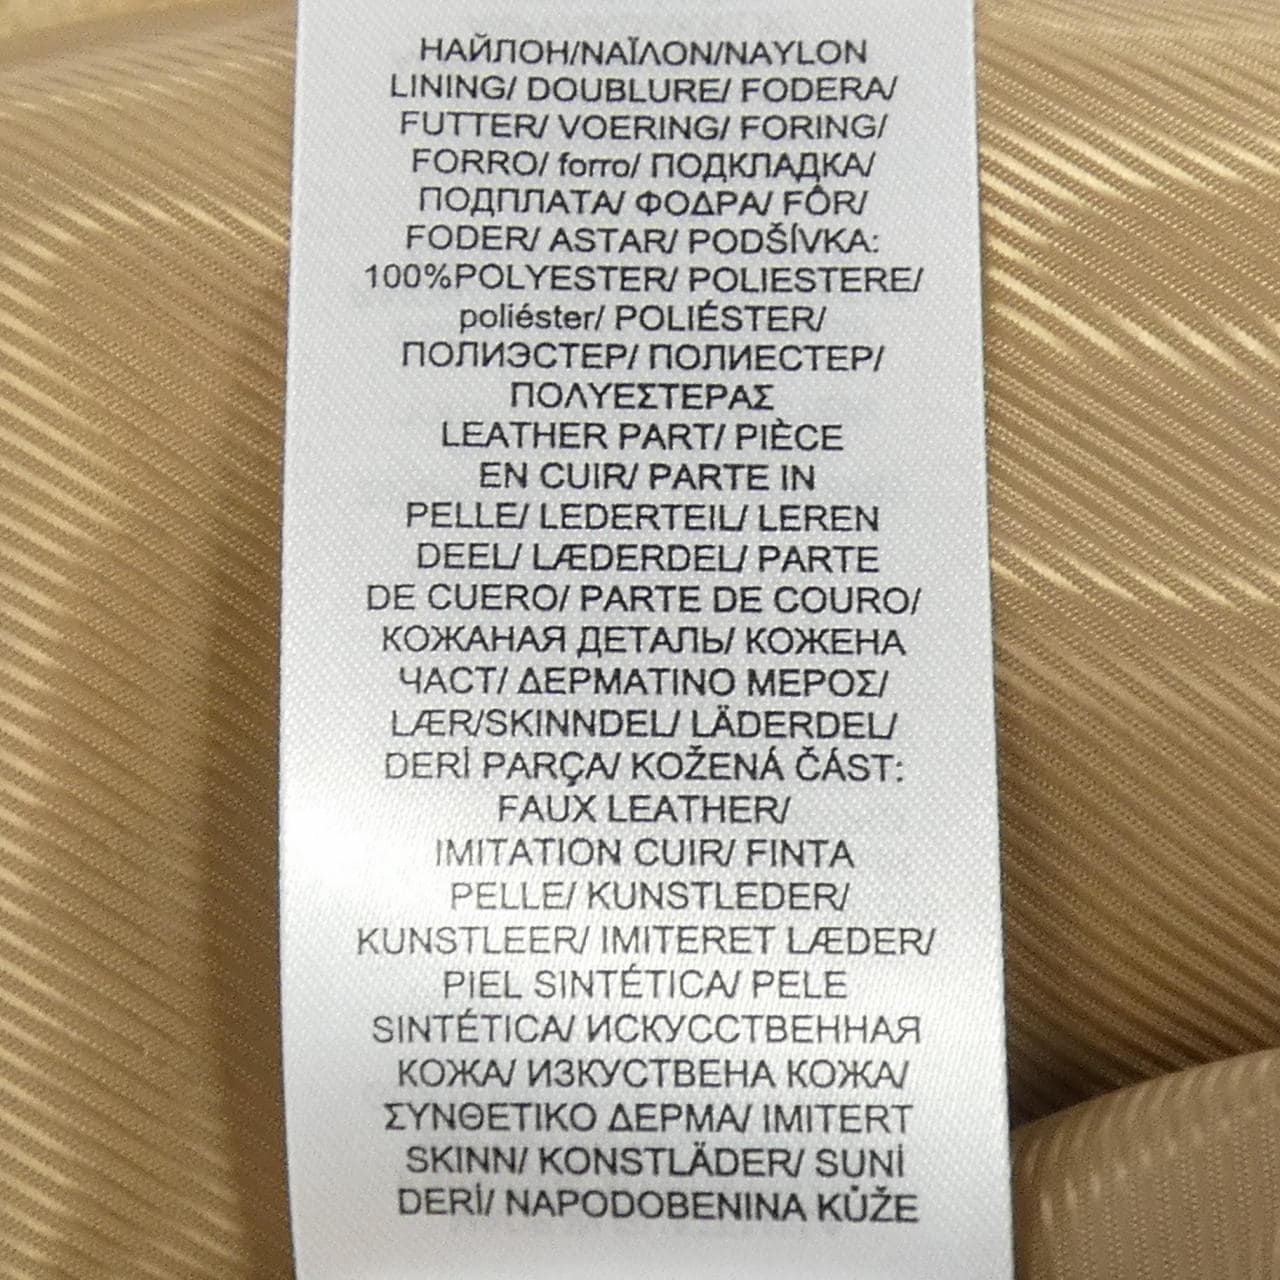 НАЙЛОН/ΝΑΪΛΟΝ/NAYLON
LINING/ DOUBLURE/ FODERA/
FUTTER/ VOERING/ FORING/
FORRO/ forro/ ПОДКЛАДКА/
ПОДПЛАТА/ ΦΟΔΡΑ/ FÔR/
FODER/ ASTAR/ PODŠÍVKA:
100%POLYESTER/ POLIESTERE/
poliéster/ POLIÉSTER/
ПОЛИЭСТЕР/ ПОЛИЕСТЕР/
ΠΟΛΥΕΣΤΕΡΑΣ
LEATHER PART/ PIÈCE
EN CUIR/ PARTE IN
PELLE/ LEDERTEIL/ LEREN
DEEL/ LÆDERDEL/ PARTE
DE CUERO/ PARTE DE COURO/
КОЖАНАЯ ДЕТАЛЬ/ КОЖЕНА
ЧАСТ/ ΔΕΡΜΑΤΙΝΟ ΜΕΡΟΣ/
LÆR/SKINNDEL/ LÄDERDEL/
DERİ PARÇA/ KOŽENÁ ČÁST:
FAUX LEATHER/
IMITATION CUIR/ FINTA
PELLE/ KUNSTLEDER/
KUNSTLEER/ IMITERET LÆDER/
PIEL SINTÉTICA/ PELE
SINTÉTICA/ ИСКУССТВЕННАЯ
КОЖА/ ИЗКУСТВЕНА КОЖА/
ΣΥΝΘΕΤΙΚΟ ΔΕΡΜΑ/ IMITERT
SKINN/ KONSTLÄDER/ SUNİ
DERİ/ NAPODOBENINA KŮŽE